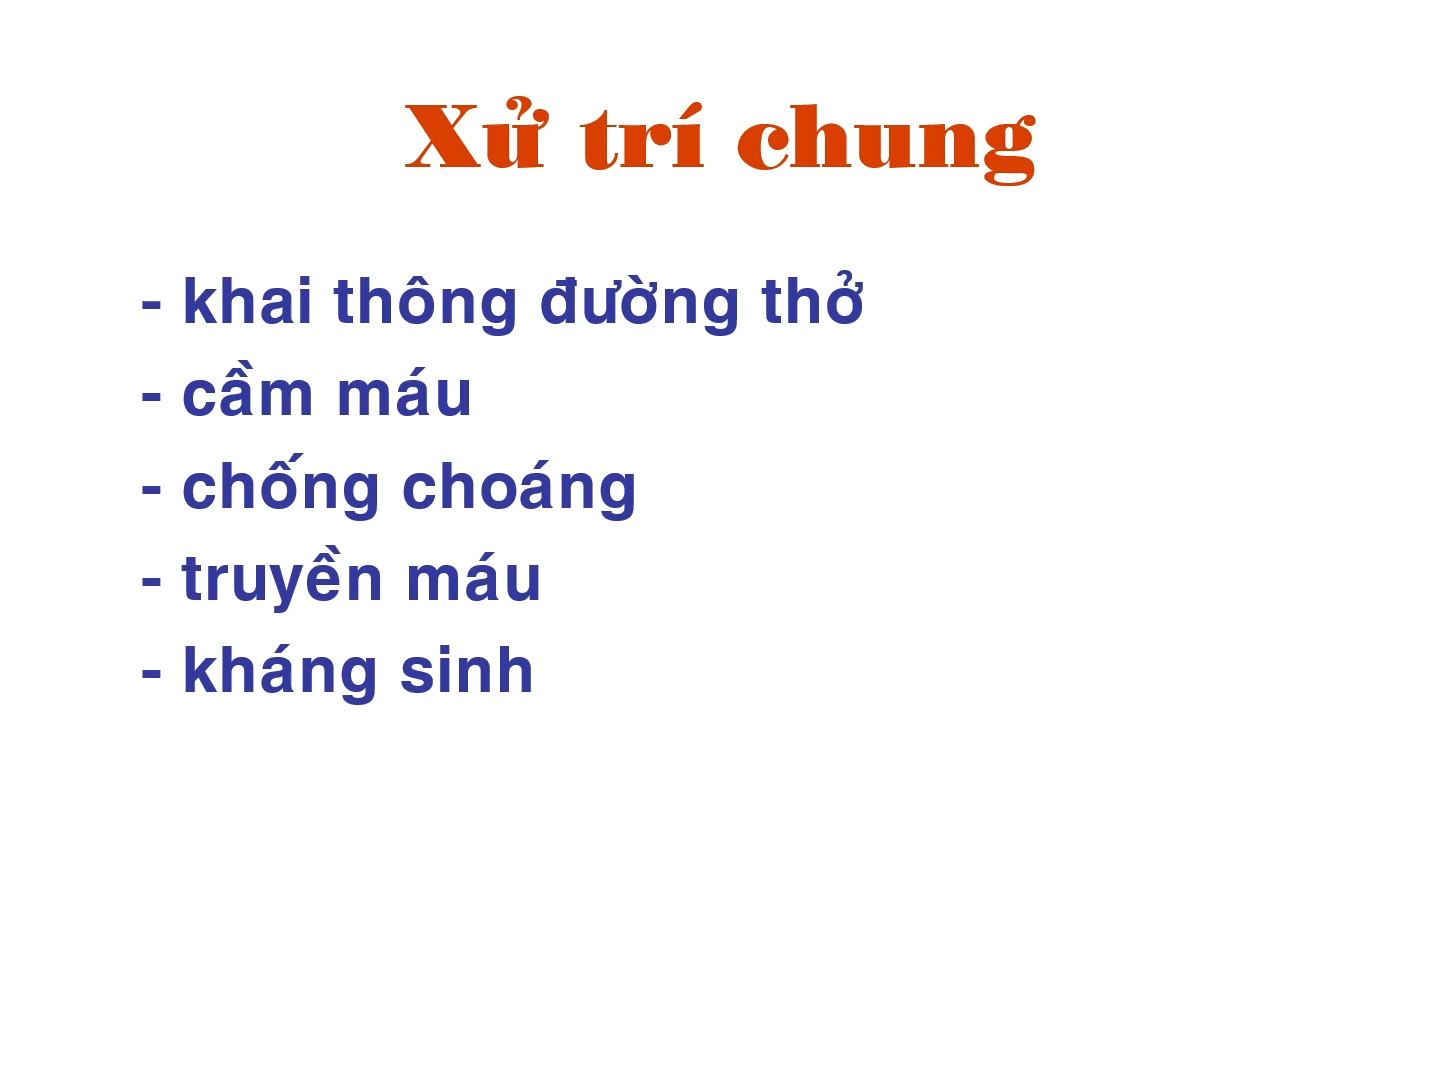 Xử trí chung
- khai thông đường thở
- cầm máu
- chống choáng
- truyền máu
- kháng sinh